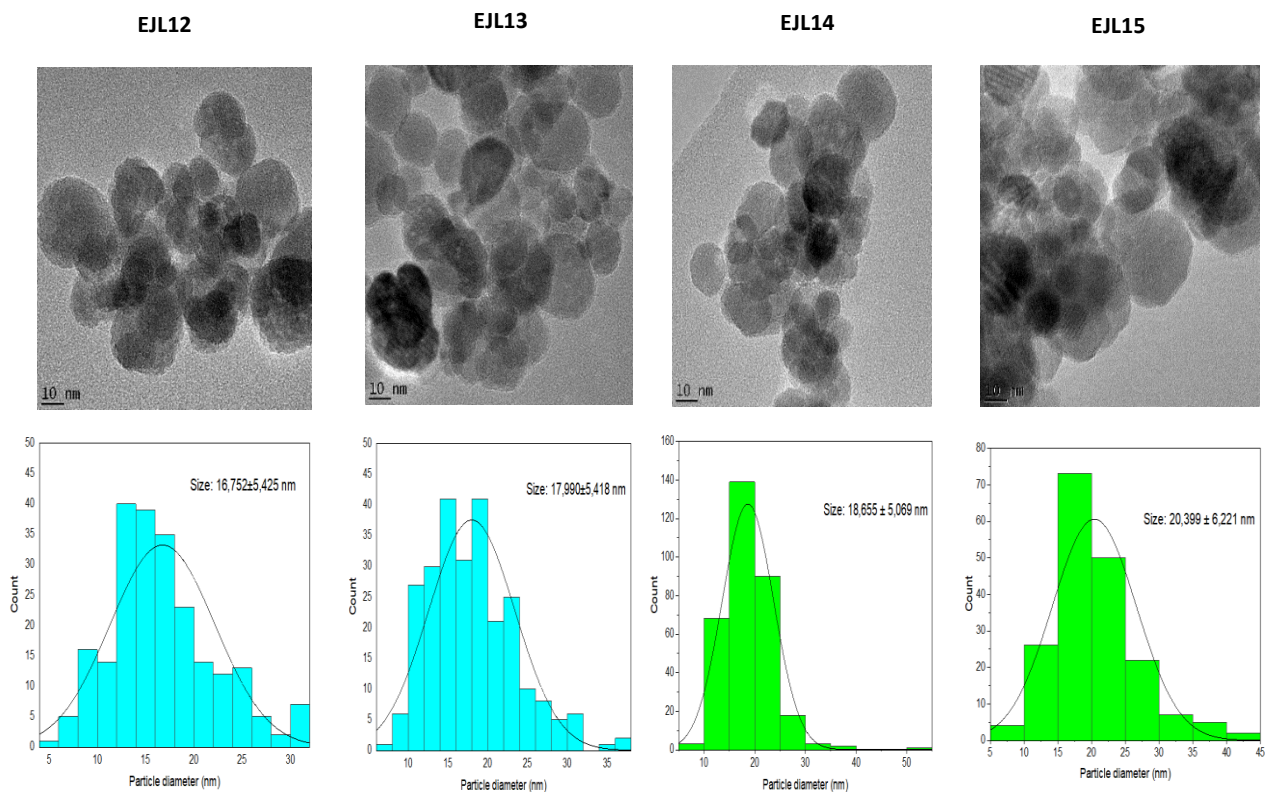 EJL12
EJL13
EJL14
EJL15
10 nm
10 nm
10 nm
10 nm
50
45
40
35
30
25
20
15
10
5
0
Count
Size: 16,752±5,425 nm
5 10 15 20 25 30
Particle diameter (nm)
50
45
40
35
30
25
20
15
10
5
0
Count
Size: 17,990±5,418 nm
10 15 20 25 30 35
Particle diameter (nm)
160
140
120
100
80
60
40
20
0
Count
Size: 18,655 ± 5,069 nm
10 20 30 40 50
Particle diameter (nm)
80
70
60
50
40
30
20
10
0
Count
Size: 20,399 ± 6,221 nm
5 10 15 20 25 30 35 40 45
Particle diameter (nm)